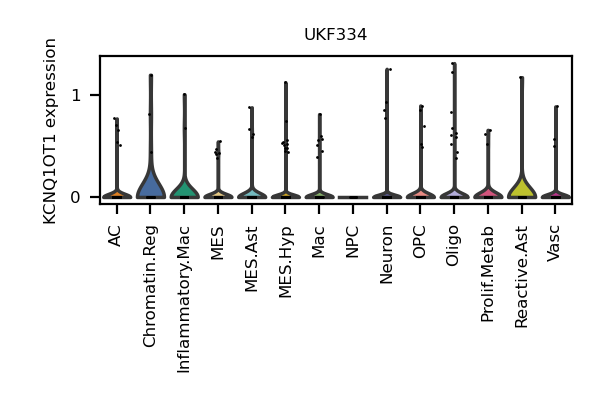 UKF334
KCNQ1OT1 expression
1
0
AC
Chromatin.Reg
Inflammatory.Mac
MES
MES.Ast
MES.Hyp
Mac
NPC
Neuron
OPC
Oligo
Prolif.Metab
Reactive.Ast
Vasc